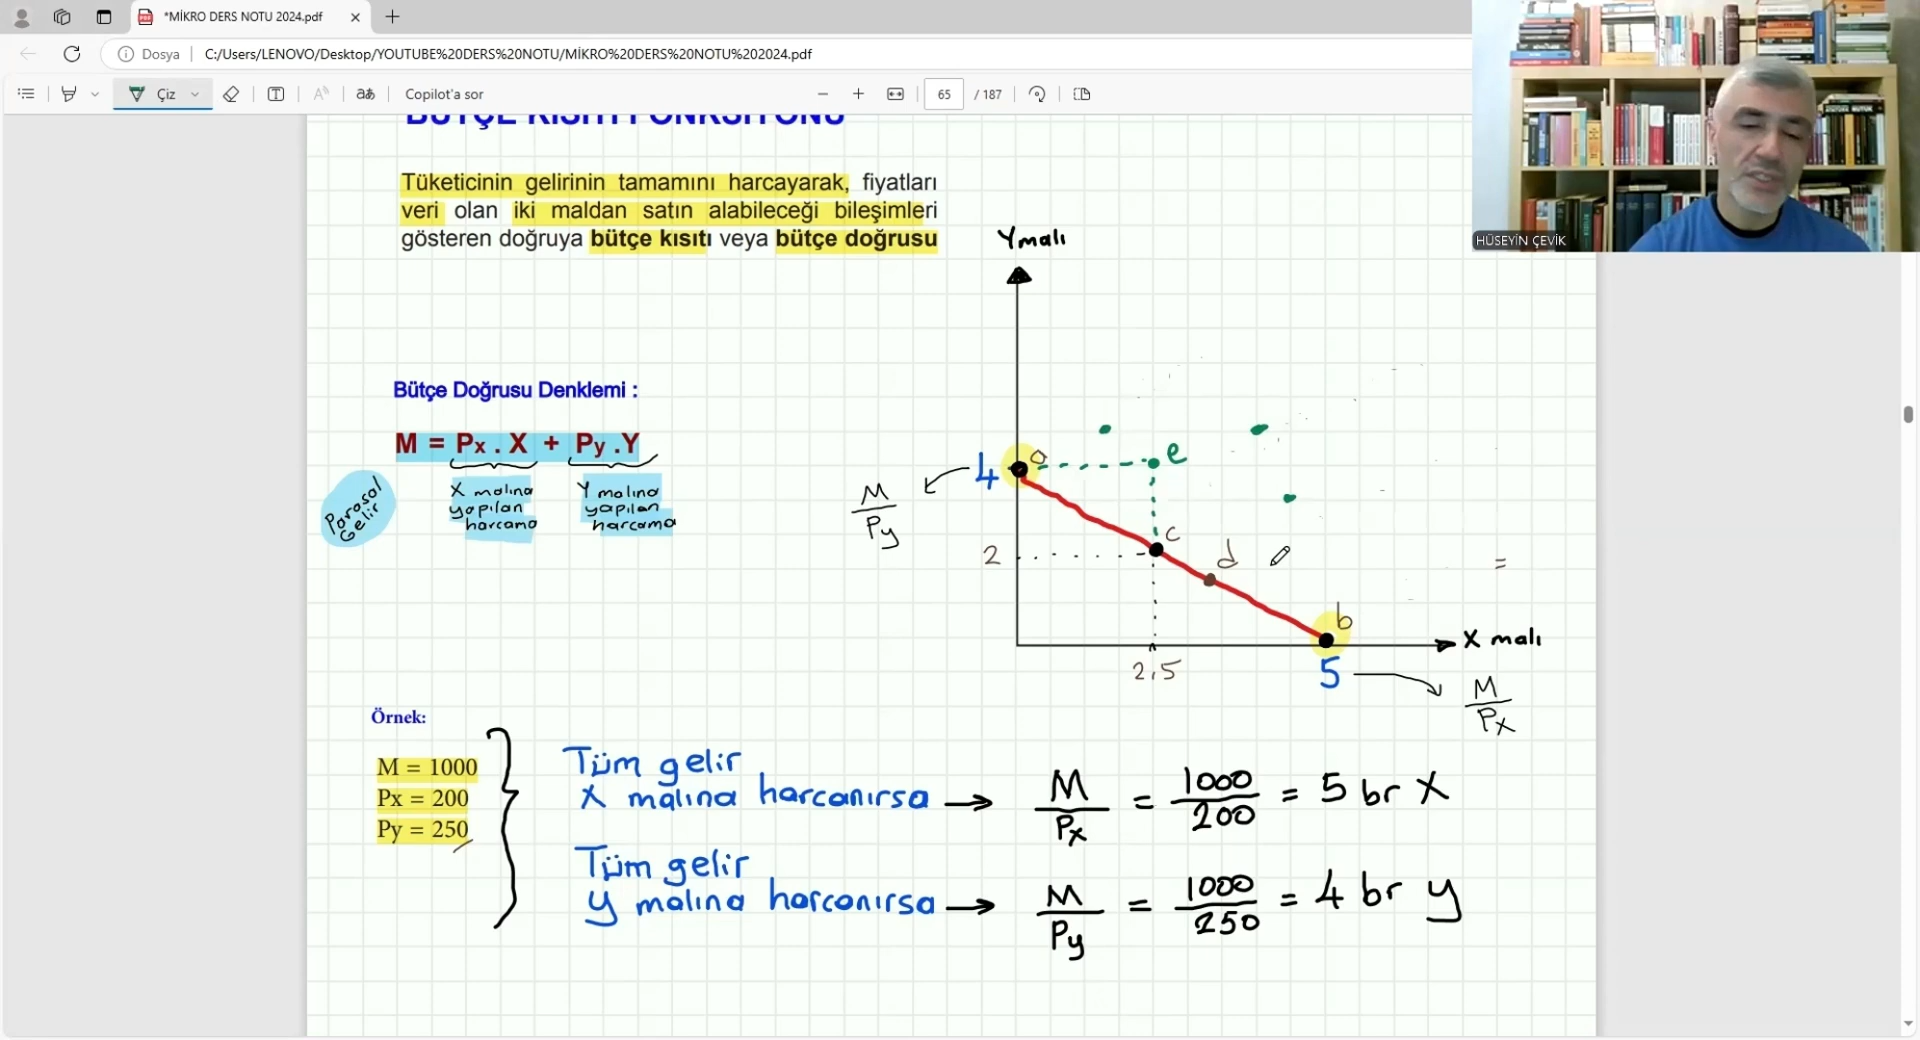 *MİKRO DERS NOTU 2024.pdf
Dosya
C:/Users/LENOVO/Desktop/YOUTUBE%20DERS%20NOTU/MİKRO%20DERS%20NOTU%202024.pdf
Çiz
Copilot'a sor
65 / 187
HÜSEYİN ÇEVİK
BÜTÇE KISITI FONKSİYONU
Tüketicinin gelirinin tamamını harcayarak, fiyatları
veri olan iki maldan satın alabileceği bileşimleri
gösteren doğruya bütçe kısıtı veya bütçe doğrusu
Bütçe Doğrusu Denklemi :
M = Px . X + Py .Y
Parasal
Gelir
X malına
yapılan
harcama
Y malına
yapılan
harcama
Y malı
4
a
e
M
Py
c
2
d
=
b
X malı
2,5
5
M
Px
Örnek:
M = 1000
Px = 200
Py = 250
Tüm gelir
X malına harcanırsa → M/Px = 1000/200 = 5 br X
Tüm gelir
y malına harcanırsa → M/Py = 1000/250 = 4 br y